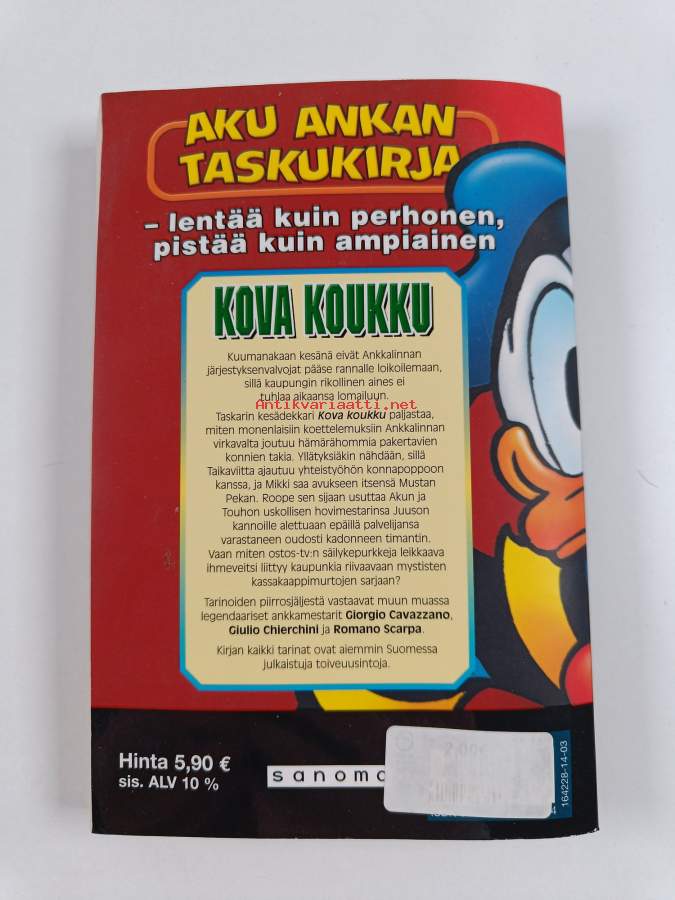 AKU ANKAN
TASKUKIRJA
– lentää kuin perhonen,
pistää kuin ampiainen
KOVA KOUKKU
Kuumanakaan kesänä eivät Ankkalinnan
järjestyksenvalvojat pääse rannalle loikoilemaan,
sillä kaupungin rikollinen aines ei
tuhlaa aikaansa lomailuun.
Antikvariaatti.net
Taskarin kesädekkari Kova koukku paljastaa,
miten monenlaisiin koettelemuksiin Ankkalinnan
virkavalta joutuu hämärähommia pakertavien
konnien takia. Yllätyksiäkin nähdään, sillä
Taikaviitta ajautuu yhteistyöhön konnapoppoon
kanssa, ja Mikki saa avukseen itsensä Mustan
Pekan. Roope sen sijaan usuttaa Akun ja
Touhon uskollisen hovimestarinsa Juuson
kannoille alettuaan epäillä palvelijansa
varastaneen oudosti kadonneen timantin.
Vaan miten ostos-tv:n säilykepurkkeja leikkaava
ihmeveitsi liittyy kaupunkia riivaavaan mystisten
kassakaappimurtojen sarjaan?
Tarinoiden piirrosjäljestä vastaavat muun muassa
legendaariset ankkamestarit Giorgio Cavazzano,
Giulio Chierchini ja Romano Scarpa.
Kirjan kaikki tarinat ovat aiemmin Suomessa
julkaistuja toiveuusintoja.
Hinta 5,90 €
sis. ALV 10 %
sanoma
2,00€
164228-14-03